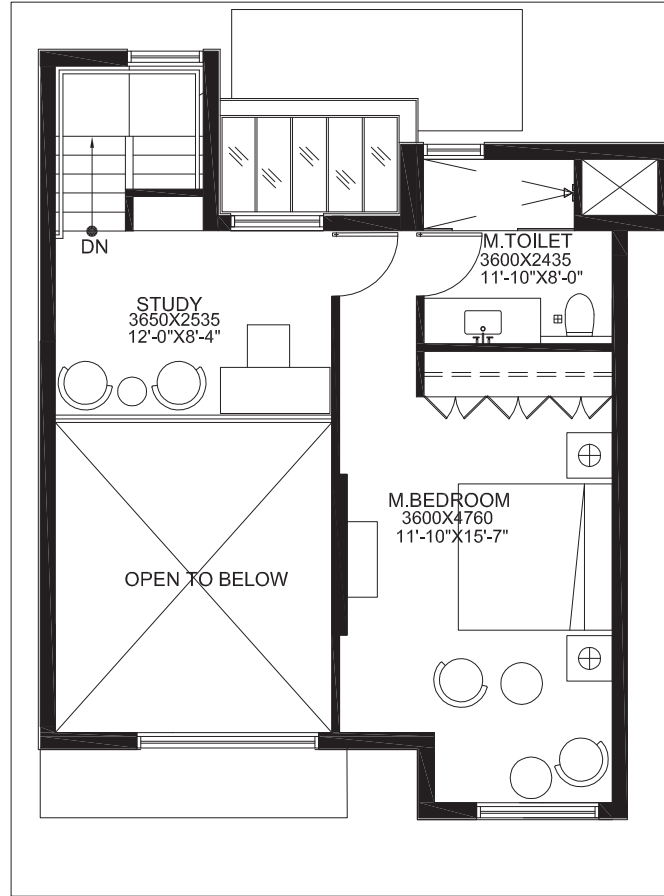 DN
M.TOILET
3600X2435
11'-10"X8'-0"
STUDY
3650X2535
12'-0"X8'-4"
M.BEDROOM
3600X4760
11'-10"X15'-7"
OPEN TO BELOW